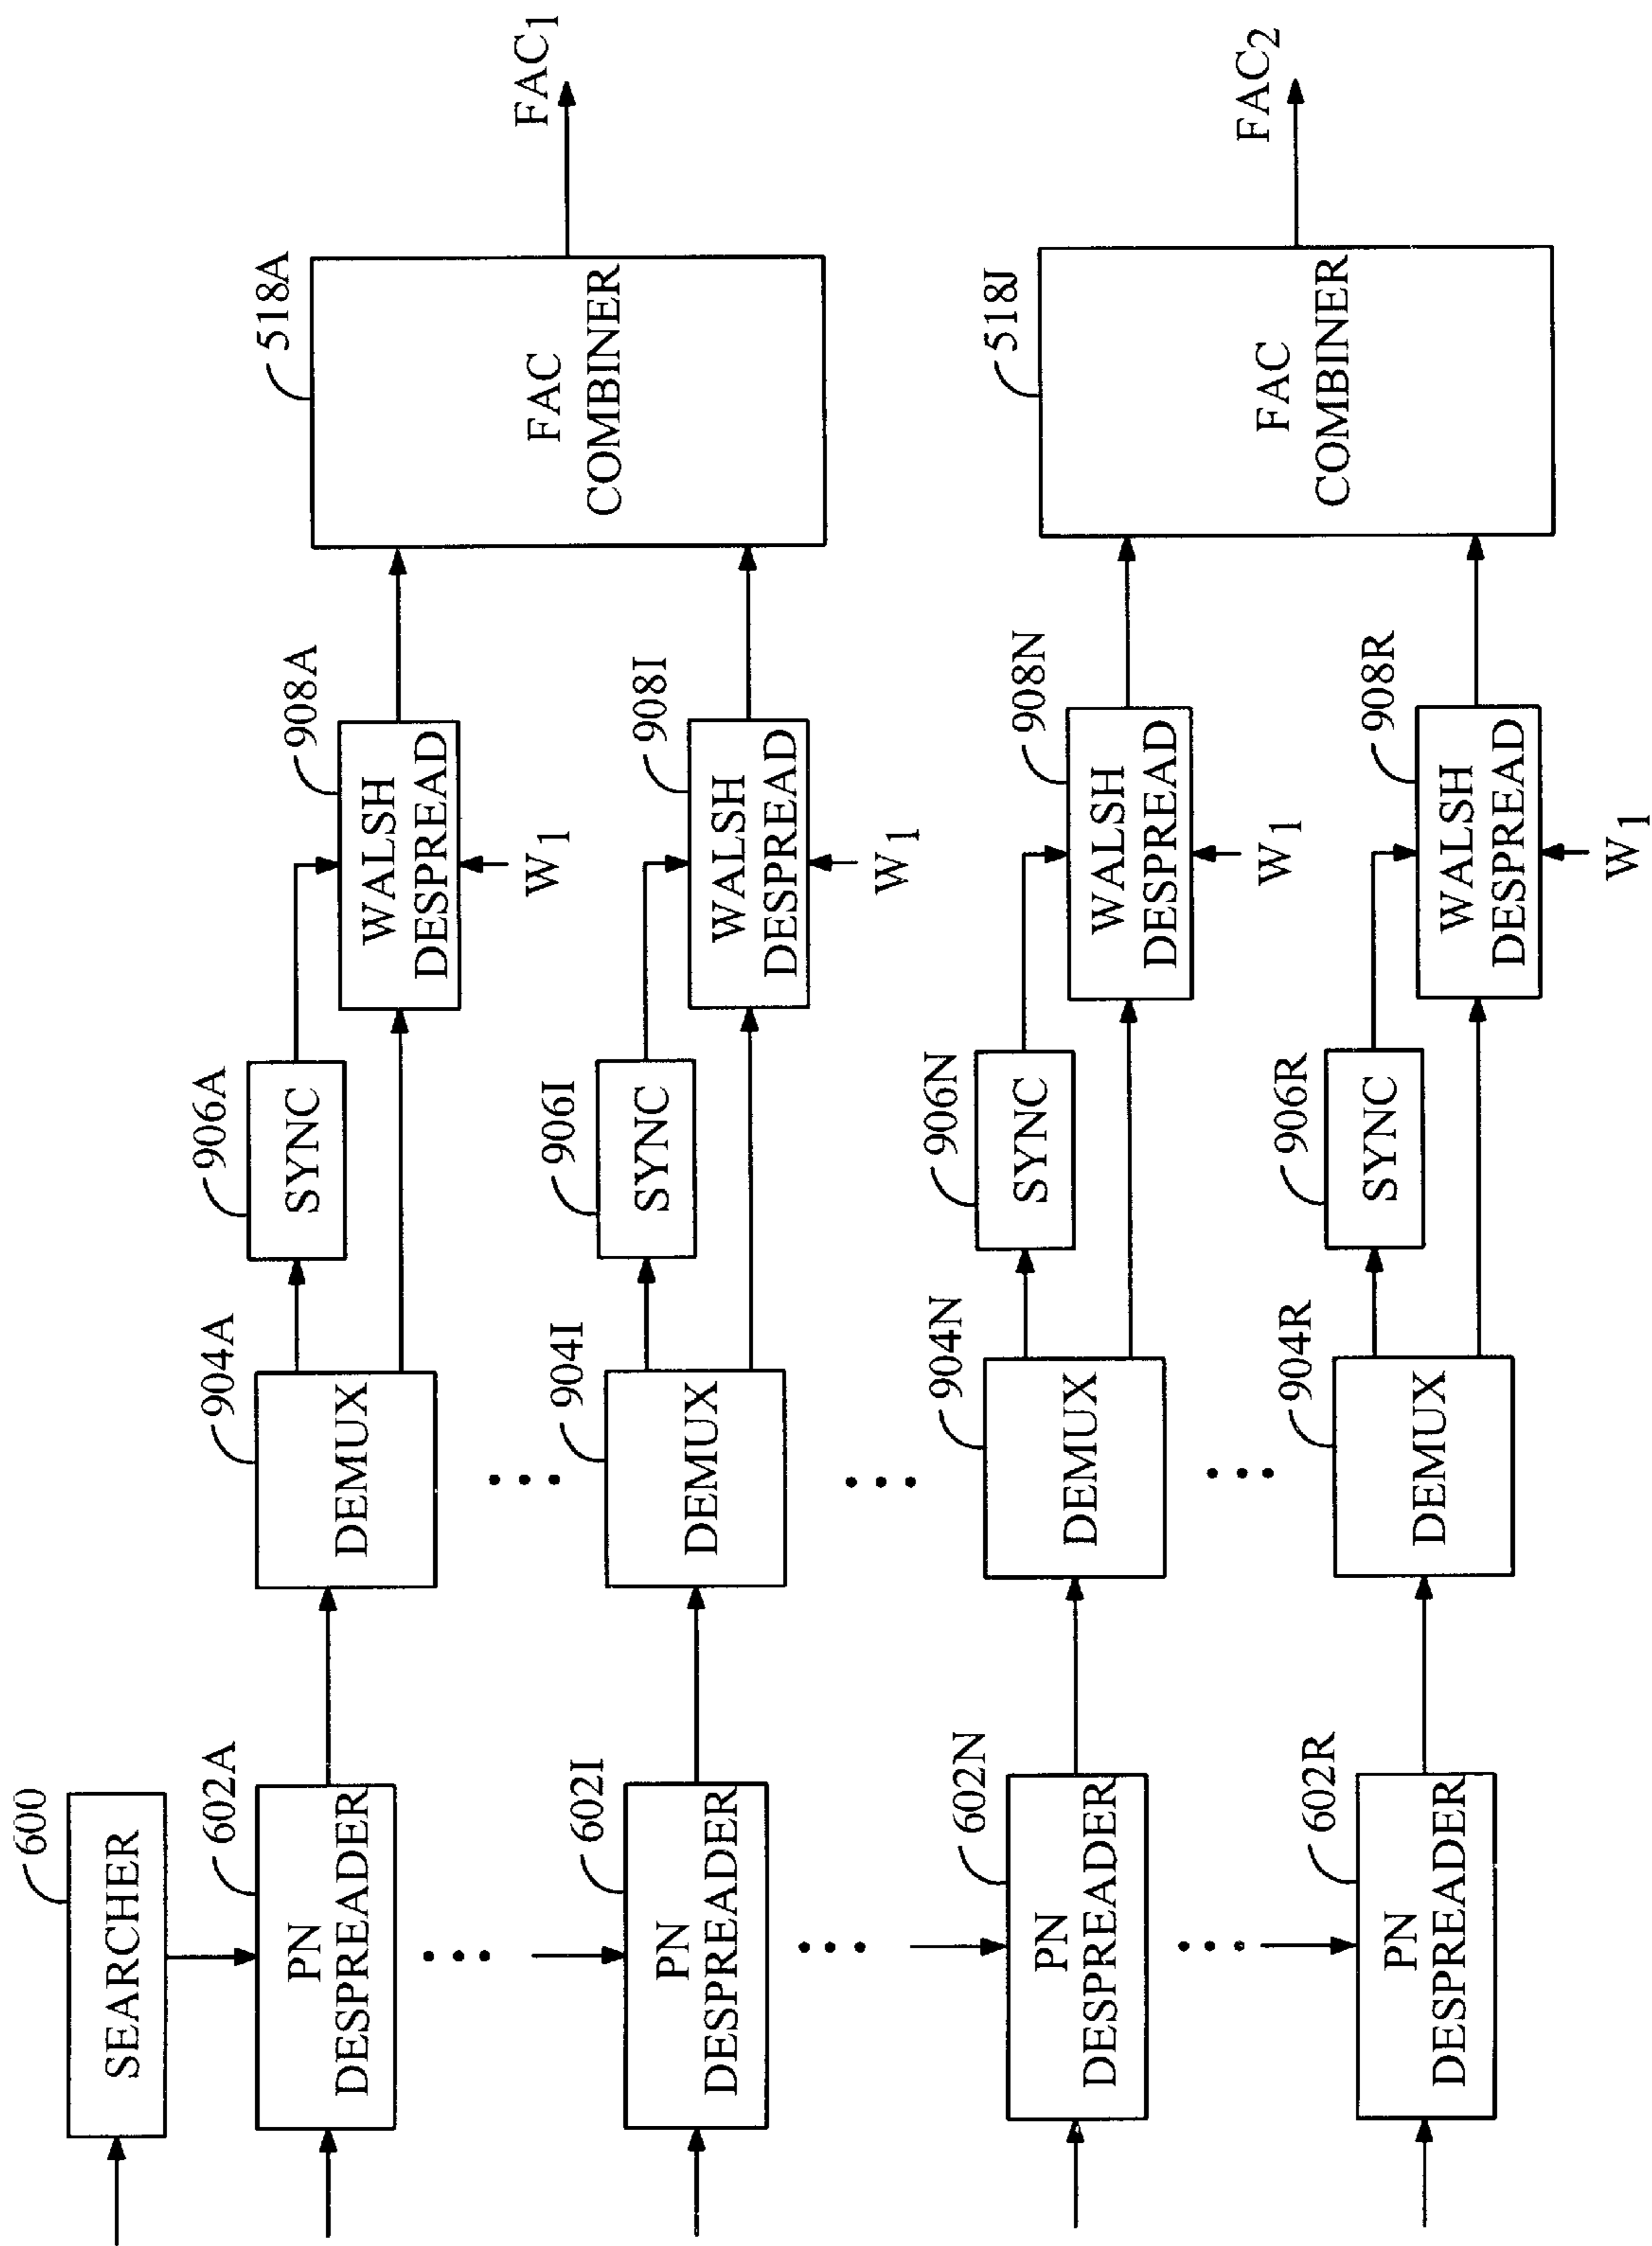 600
SEARCHER
602A
PN
DESPREADER
904A
DEMUX
906A
SYNC
908A
WALSH
DESPREAD
W1
518A
FAC
COMBINER
FAC1
602I
PN
DESPREADER
904I
DEMUX
906I
SYNC
908I
WALSH
DESPREAD
W1
602N
PN
DESPREADER
904N
DEMUX
906N
SYNC
908N
WALSH
DESPREAD
W1
518J
FAC
COMBINER
FAC2
602R
PN
DESPREADER
904R
DEMUX
906R
SYNC
908R
WALSH
DESPREAD
W1